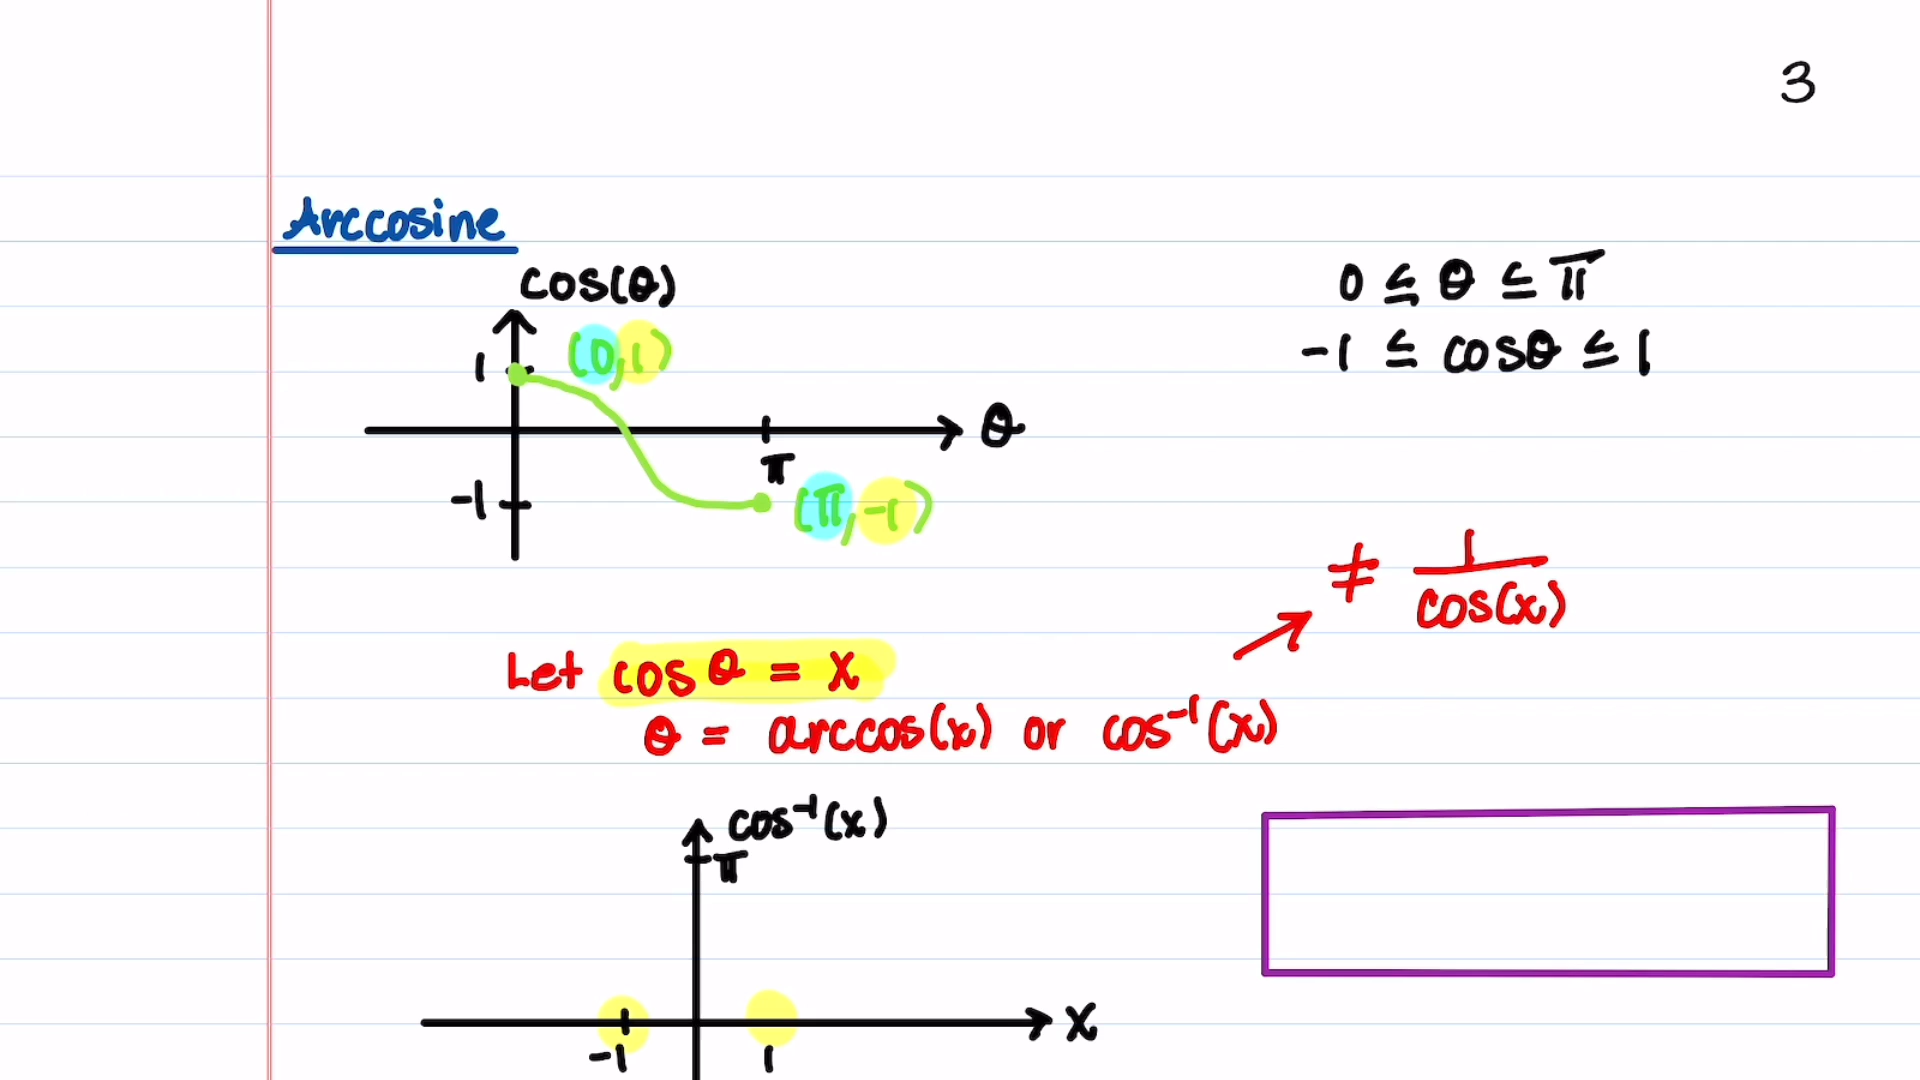 3
Arccosine
cos(θ)
0 ≤ θ ≤ π
-1 ≤ cosθ ≤ 1
1
(0,1)
θ
π
-1
(π,-1)
≠ 1/cos(x)
Let cos θ = x
θ = arccos(x) or cos⁻¹(x)
cos⁻¹(x)
π
x
-1
1